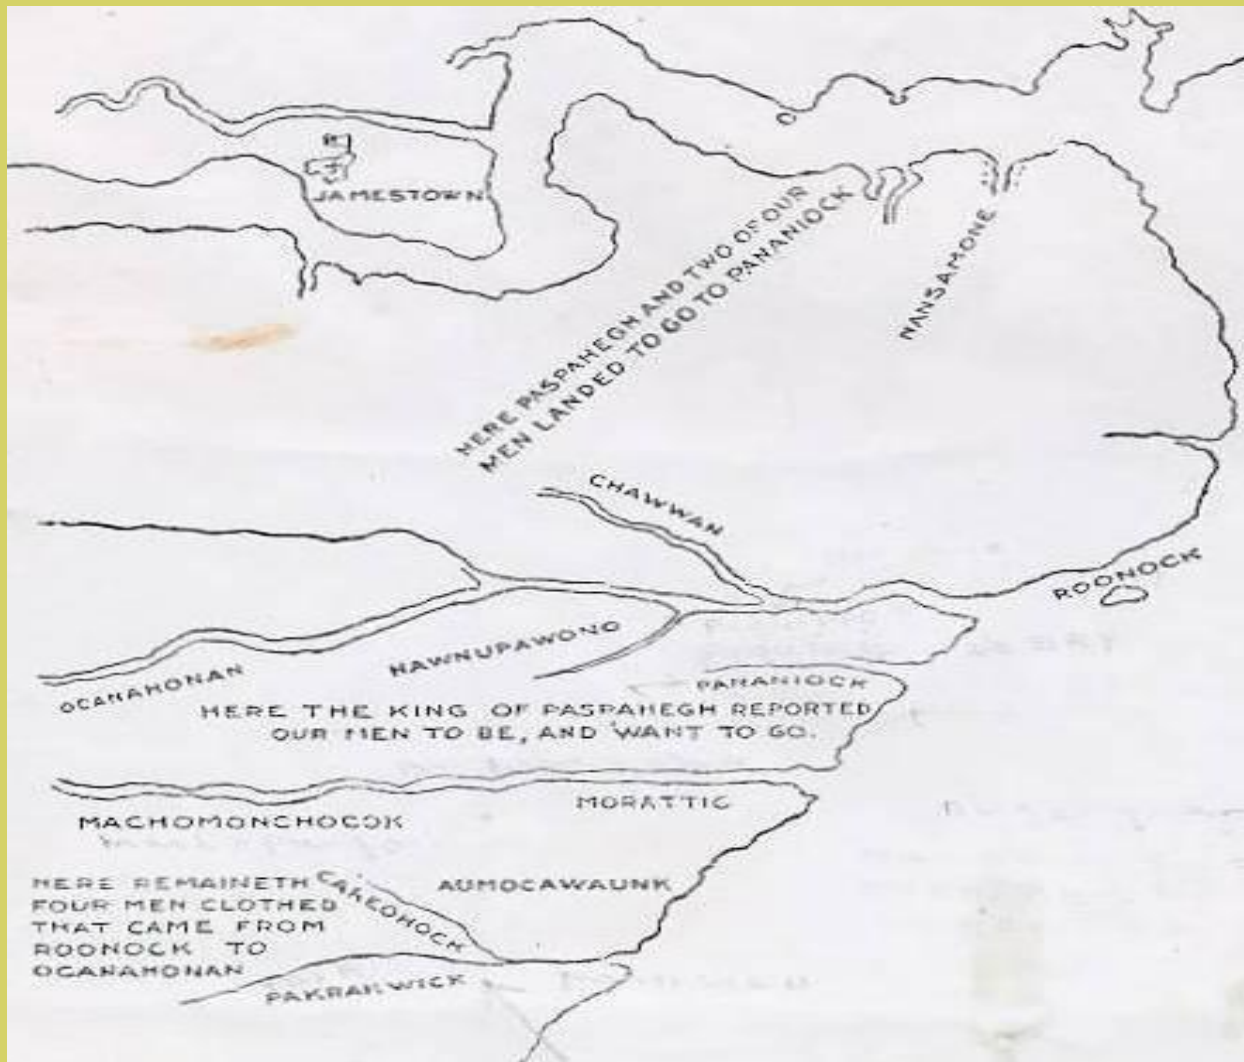 JAMESTOWN
HERE PASPAHEGH AND TWO OF OUR
MEN LANDED TO GO TO PANANIOCK
NANSAMONE
CHAWWAN
ROONOCK
OCANAHONAN
NAWNUPAWONO
PANANIOCK
HERE THE KING OF PASPAHEGH REPORTED
OUR MEN TO BE, AND WANT TO GO.
MORATTIC
MACHOMONCHOCOK
AUMOCAWAUNK
HERE REMAINETH
FOUR MEN CLOTHED
THAT CAME FROM
ROONOCK TO
OCANAHONAN
PAKRAKWICK